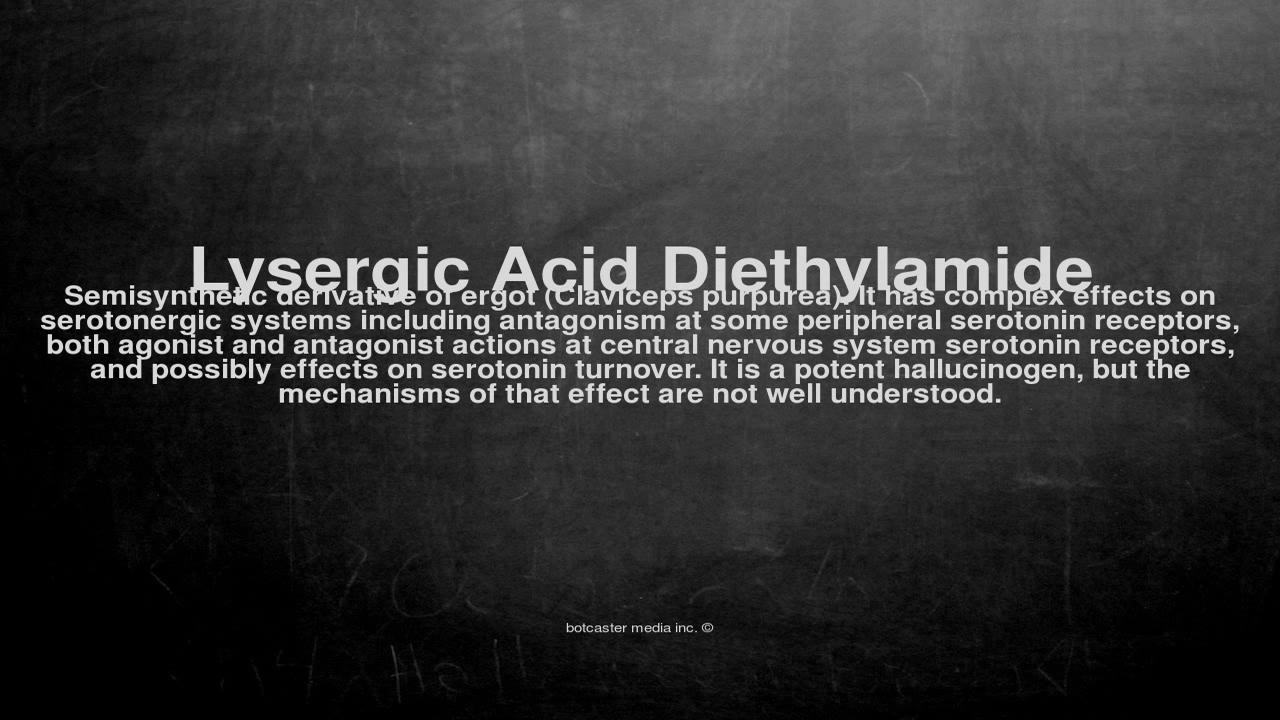 Lysergic Acid Diethylamide
Semisynthetic derivative of ergot (Claviceps purpurea). It has complex effects on
serotonergic systems including antagonism at some peripheral serotonin receptors,
both agonist and antagonist actions at central nervous system serotonin receptors,
and possibly effects on serotonin turnover. It is a potent hallucinogen, but the
mechanisms of that effect are not well understood.
botcaster media inc. ©